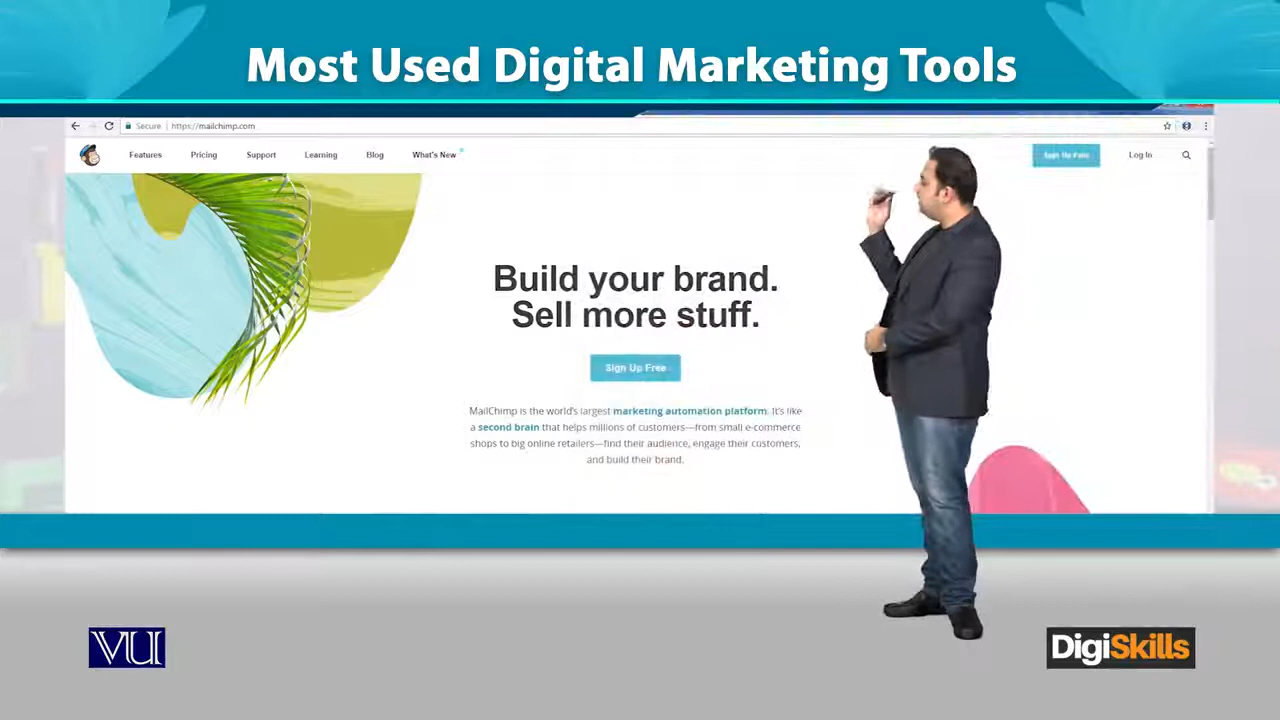 Most Used Digital Marketing Tools
Secure https://mailchimp.com
Features Pricing Support Learning Blog What's New Sign Up Free Log In
Build your brand.
Sell more stuff.
Sign Up Free
MailChimp is the world's largest marketing automation platform. It's like
a second brain that helps millions of customers—from small e-commerce
shops to big online retailers—find their audience, engage their customers,
and build their brand.
VU
DigiSkills